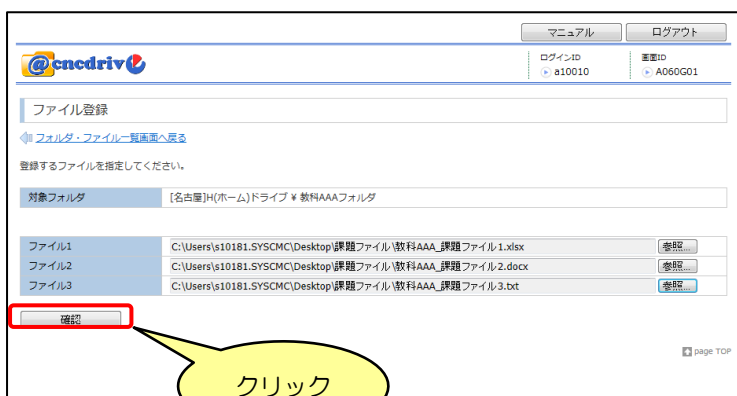 マニュアル ログアウト
@cncdriv
ログインID 画面ID
a10010 A060G01
ファイル登録
フォルダ・ファイル一覧画面へ戻る
登録するファイルを指定してください。
対象フォルダ [名古屋]H(ホーム)ドライブ ¥ 教科AAAフォルダ
ファイル1 C:\Users\s10181.SYSCMC\Desktop\課題ファイル\教科AAA_課題ファイル1.xlsx 参照...
ファイル2 C:\Users\s10181.SYSCMC\Desktop\課題ファイル\教科AAA_課題ファイル2.docx 参照...
ファイル3 C:\Users\s10181.SYSCMC\Desktop\課題ファイル\教科AAA_課題ファイル3.txt 参照...
確認
page TOP
クリック